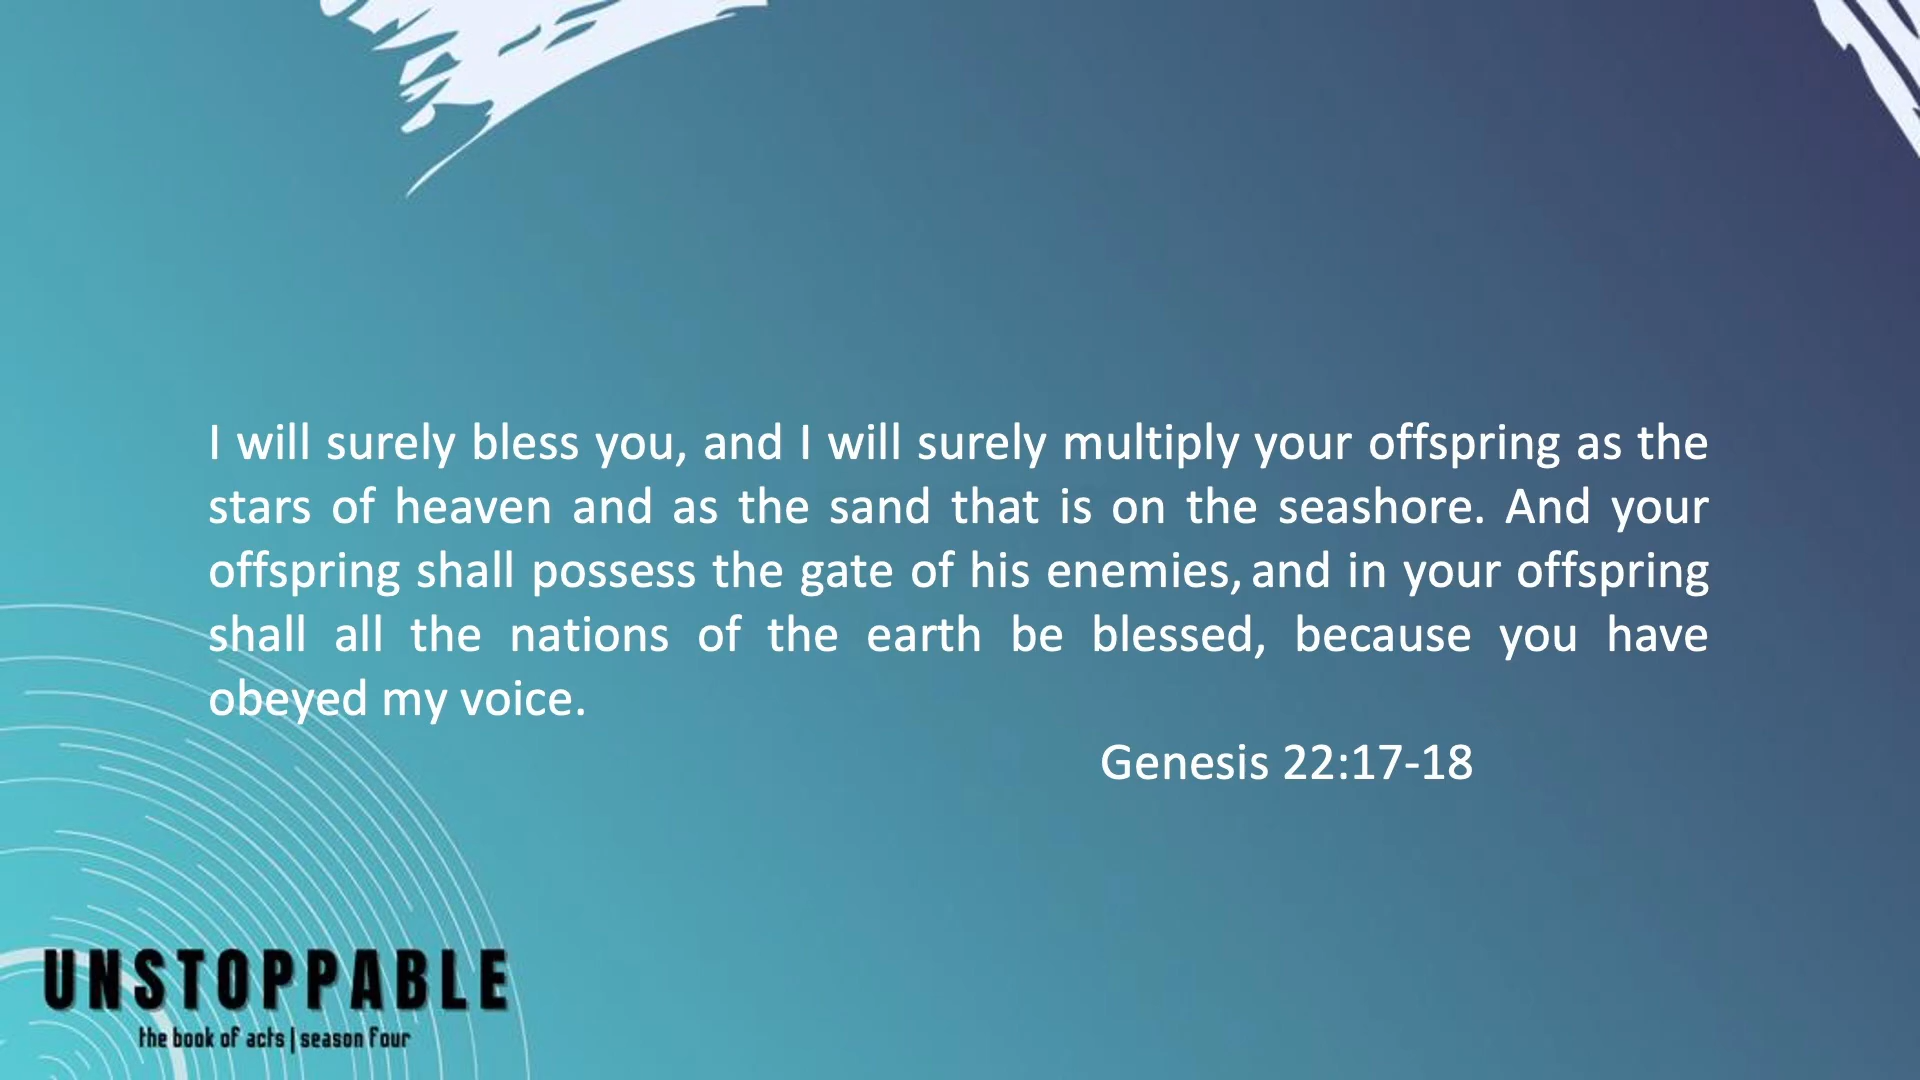 I will surely bless you, and I will surely multiply your offspring as the
stars of heaven and as the sand that is on the seashore. And your
offspring shall possess the gate of his enemies, and in your offspring
shall all the nations of the earth be blessed, because you have
obeyed my voice.
Genesis 22:17-18
UNSTOPPABLE
the book of acts | season four